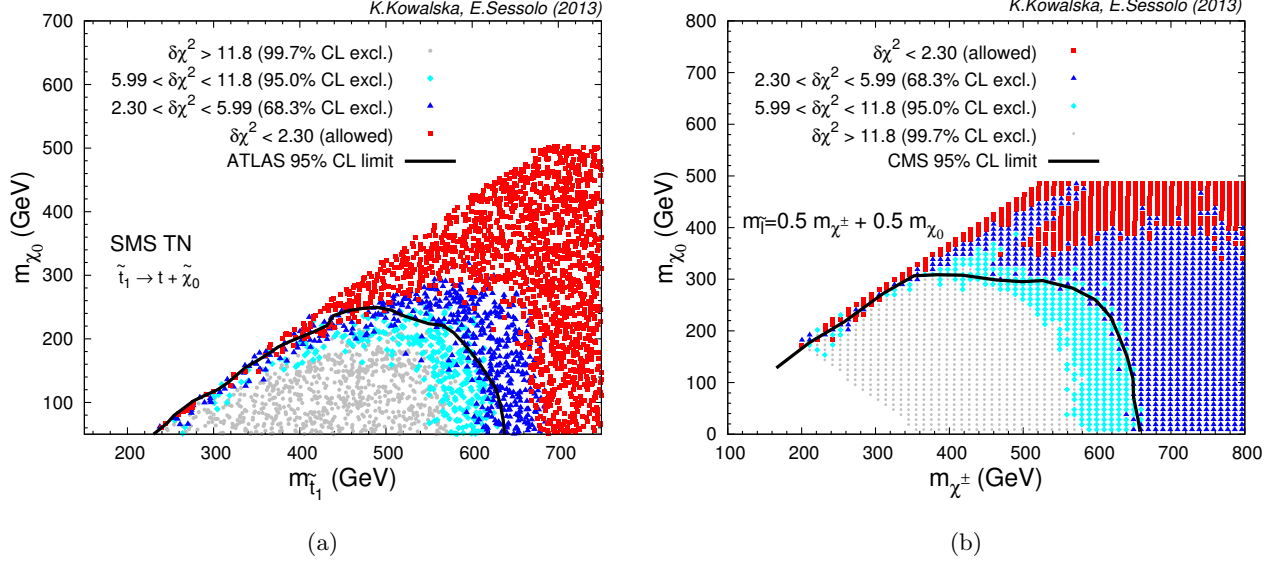 K.Kowalska, E.Sessolo (2013)
700
600
500
400
300
200
100
200
300
400
500
600
700
m_χ₀ (GeV)
m_t̃₁ (GeV)
δχ² > 11.8 (99.7% CL excl.)
5.99 < δχ² < 11.8 (95.0% CL excl.)
2.30 < δχ² < 5.99 (68.3% CL excl.)
δχ² < 2.30 (allowed)
ATLAS 95% CL limit
SMS TN
t̃₁ → t + χ̃₀
(a)
K.Kowalska, E.Sessolo (2013)
800
700
600
500
400
300
200
100
0
100
200
300
400
500
600
700
800
m_χ₀ (GeV)
m_χ± (GeV)
δχ² < 2.30 (allowed)
2.30 < δχ² < 5.99 (68.3% CL excl.)
5.99 < δχ² < 11.8 (95.0% CL excl.)
δχ² > 11.8 (99.7% CL excl.)
CMS 95% CL limit
m_l̃=0.5 m_χ± + 0.5 m_χ₀
(b)